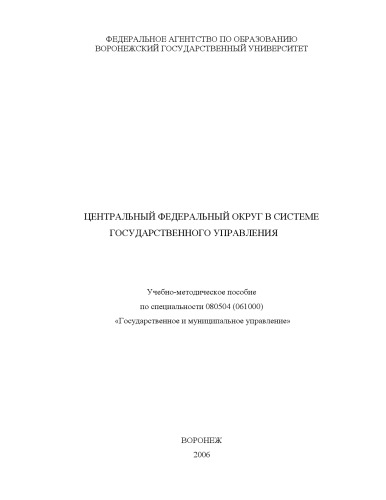 ФЕДЕРАЛЬНОЕ АГЕНТСТВО ПО ОБРАЗОВАНИЮ
ВОРОНЕЖСКИЙ ГОСУДАРСТВЕННЫЙ УНИВЕРСИТЕТ
ЦЕНТРАЛЬНЫЙ ФЕДЕРАЛЬНЫЙ ОКРУГ В СИСТЕМЕ
ГОСУДАРСТВЕННОГО УПРАВЛЕНИЯ
Учебно-методическое пособие
по специальности 080504 (061000)
«Государственное и муниципальное управление»
ВОРОНЕЖ
2006